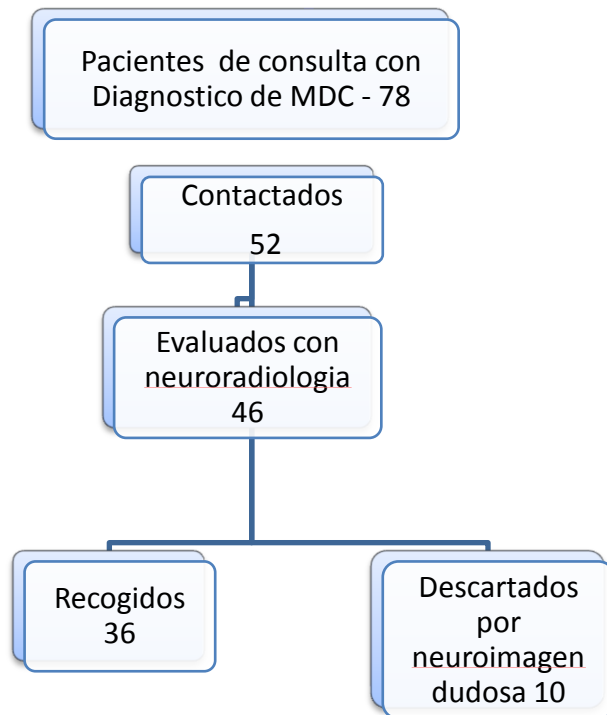 Pacientes de consulta con
Diagnostico de MDC - 78
Contactados
52
Evaluados con
neuroradiologia
46
Recogidos
36
Descartados
por
neuroimagen
dudosa 10